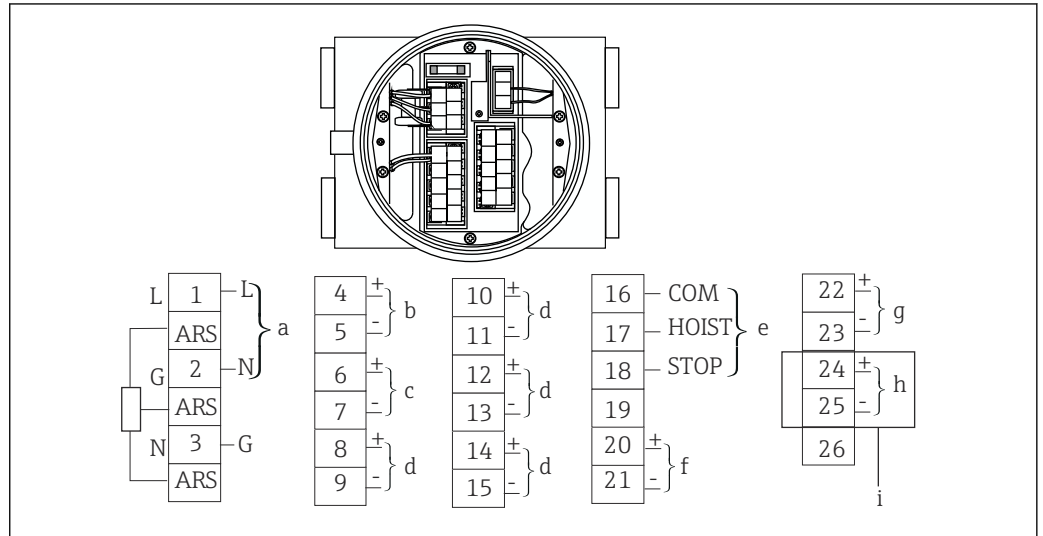 L 1 L
ARS
G 2 N
ARS
N 3 G
ARS
a
4 +
5 -
b
6 +
7 -
c
8 +
9 -
d
10 +
11 -
d
12 +
13 -
d
14 +
15 -
d
16 COM
17 HOIST
18 STOP
e
19
20 +
21 -
f
22 +
23 -
g
24 +
25 -
h
26
i